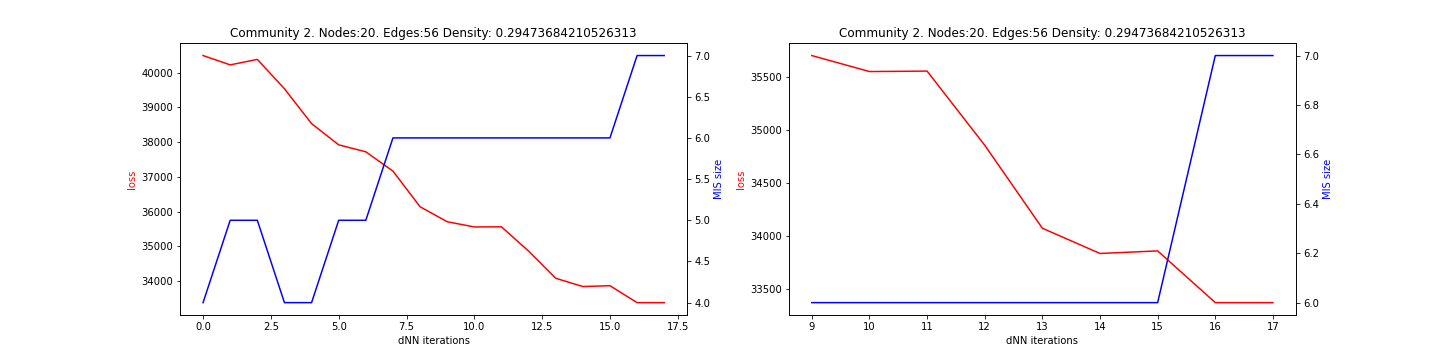 Community 2. Nodes:20. Edges:56 Density: 0.29473684210526313
40000
39000
38000
37000
36000
35000
34000
loss
7.0
6.5
6.0
5.5
5.0
4.5
4.0
MIS size
0.0 2.5 5.0 7.5 10.0 12.5 15.0 17.5
dNN iterations
Community 2. Nodes:20. Edges:56 Density: 0.29473684210526313
35500
35000
34500
34000
33500
loss
7.0
6.8
6.6
6.4
6.2
6.0
MIS size
9 10 11 12 13 14 15 16 17
dNN iterations